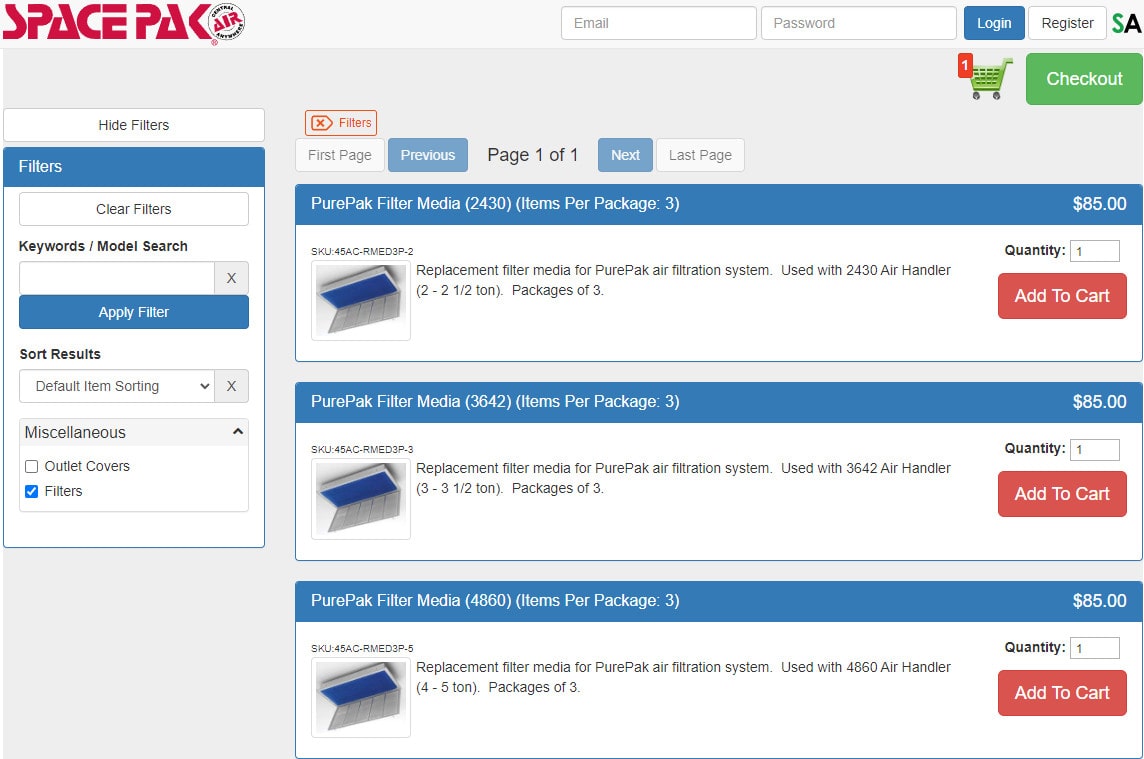 SPACE PAK® CENTRAL AIR ANYWHERE
Email
Password
Login
Register
SA
1
Checkout
Hide Filters
Filters
Clear Filters
Keywords / Model Search
X
Apply Filter
Sort Results
Default Item Sorting
X
Miscellaneous
Outlet Covers
Filters
Filters
First Page
Previous
Page 1 of 1
Next
Last Page
PurePak Filter Media (2430) (Items Per Package: 3)
$85.00
SKU:45AC-RMED3P-2
Replacement filter media for PurePak air filtration system. Used with 2430 Air Handler
(2 - 2 1/2 ton). Packages of 3.
Quantity: 1
Add To Cart
PurePak Filter Media (3642) (Items Per Package: 3)
$85.00
SKU:45AC-RMED3P-3
Replacement filter media for PurePak air filtration system. Used with 3642 Air Handler
(3 - 3 1/2 ton). Packages of 3.
Quantity: 1
Add To Cart
PurePak Filter Media (4860) (Items Per Package: 3)
$85.00
SKU:45AC-RMED3P-5
Replacement filter media for PurePak air filtration system. Used with 4860 Air Handler
(4 - 5 ton). Packages of 3.
Quantity: 1
Add To Cart